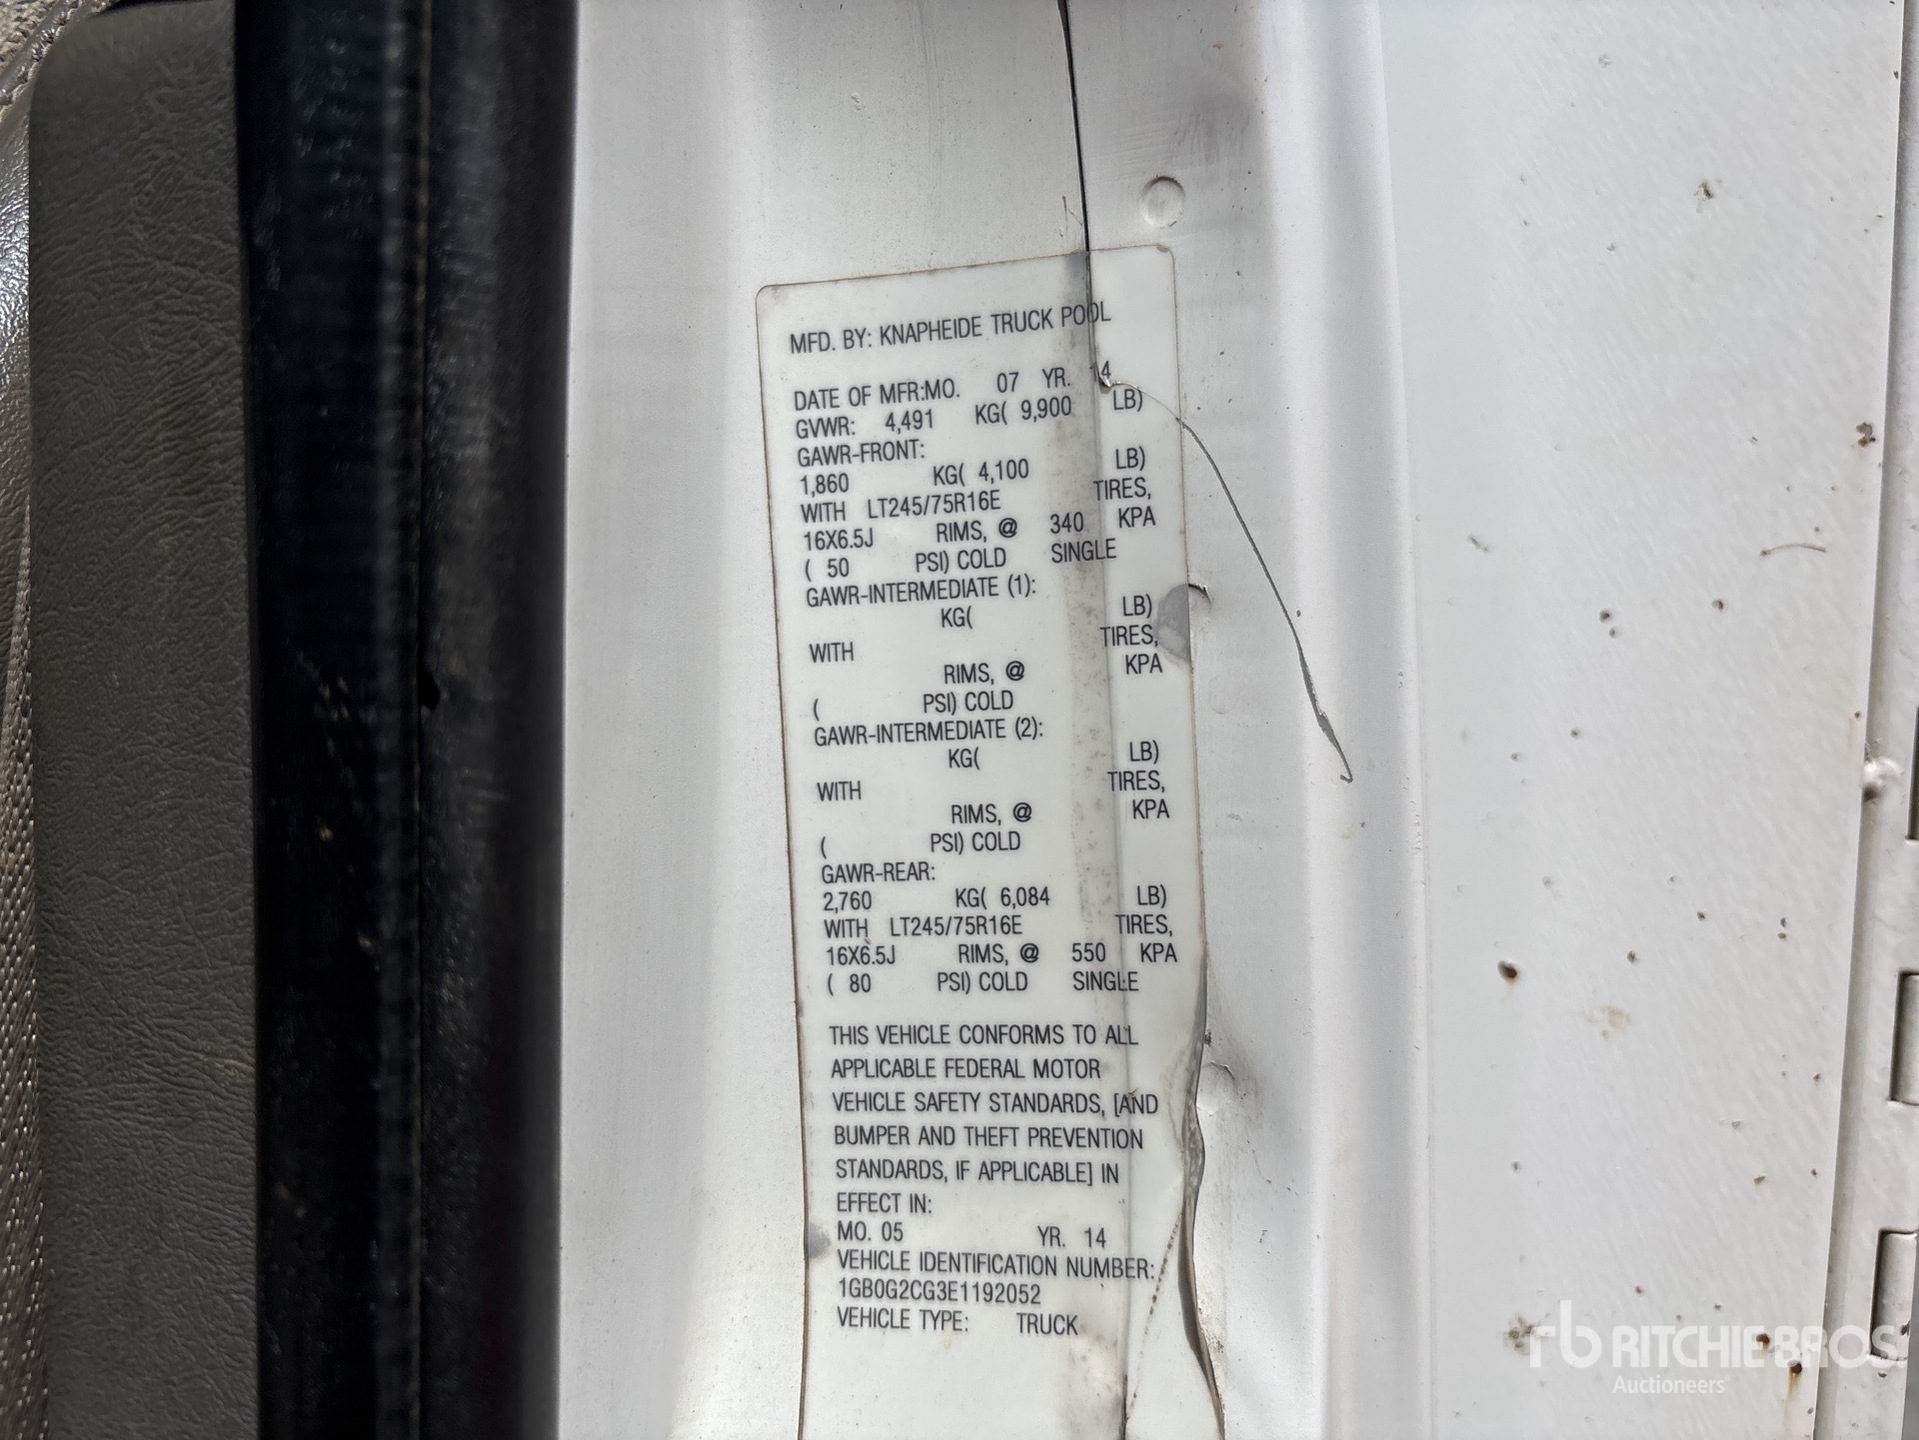 MFD. BY: KNAPHEIDE TRUCK POOL
DATE OF MFR:MO. 07 YR. 14
GVWR: 4,491 KG( 9,900 LB)
GAWR-FRONT:
1,860 KG( 4,100 LB)
WITH LT245/75R16E TIRES,
16X6.5J RIMS, @ 340 KPA
( 50 PSI) COLD SINGLE
GAWR-INTERMEDIATE (1):
KG( LB)
WITH TIRES,
RIMS, @ KPA
( PSI) COLD
GAWR-INTERMEDIATE (2):
KG( LB)
WITH TIRES,
RIMS, @ KPA
( PSI) COLD
GAWR-REAR:
2,760 KG( 6,084 LB)
WITH LT245/75R16E TIRES,
16X6.5J RIMS, @ 550 KPA
( 80 PSI) COLD SINGLE
THIS VEHICLE CONFORMS TO ALL
APPLICABLE FEDERAL MOTOR
VEHICLE SAFETY STANDARDS, [AND
BUMPER AND THEFT PREVENTION
STANDARDS, IF APPLICABLE] IN
EFFECT IN:
MO. 05 YR. 14
VEHICLE IDENTIFICATION NUMBER:
1GB0G2CG3E1192052
VEHICLE TYPE: TRUCK
rb RITCHIE BROS
Auctioneers